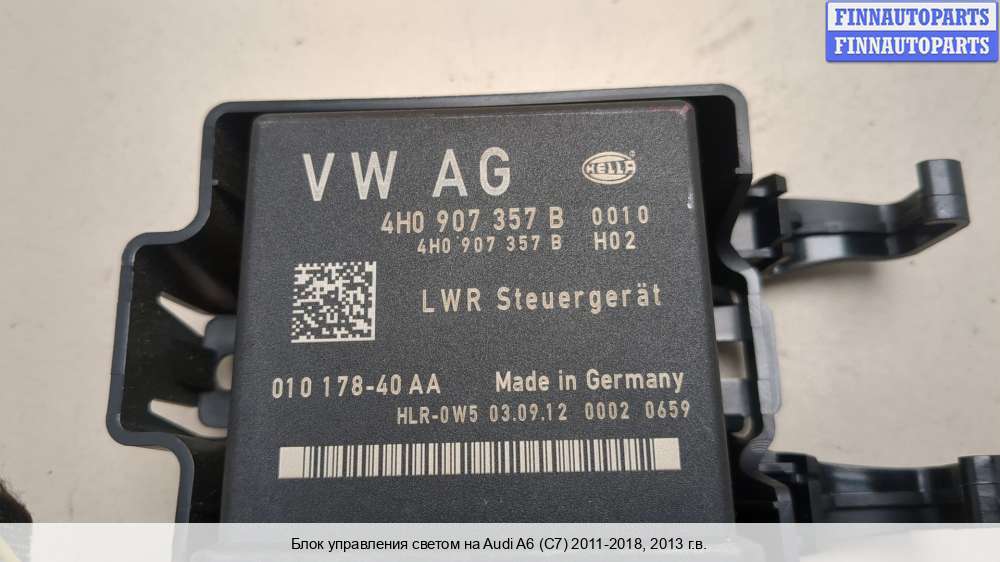 FINNAUTOPARTS
FINNAUTOPARTS
VW AG
HELLA
®
4H0 907 357 B 0010
4H0 907 357 B H02
LWR Steuergerät
010 178-40 AA Made in Germany
HLR-0W5 03.09.12 0002 0659
Блок управления светом на Audi A6 (C7) 2011-2018, 2013 г.в.